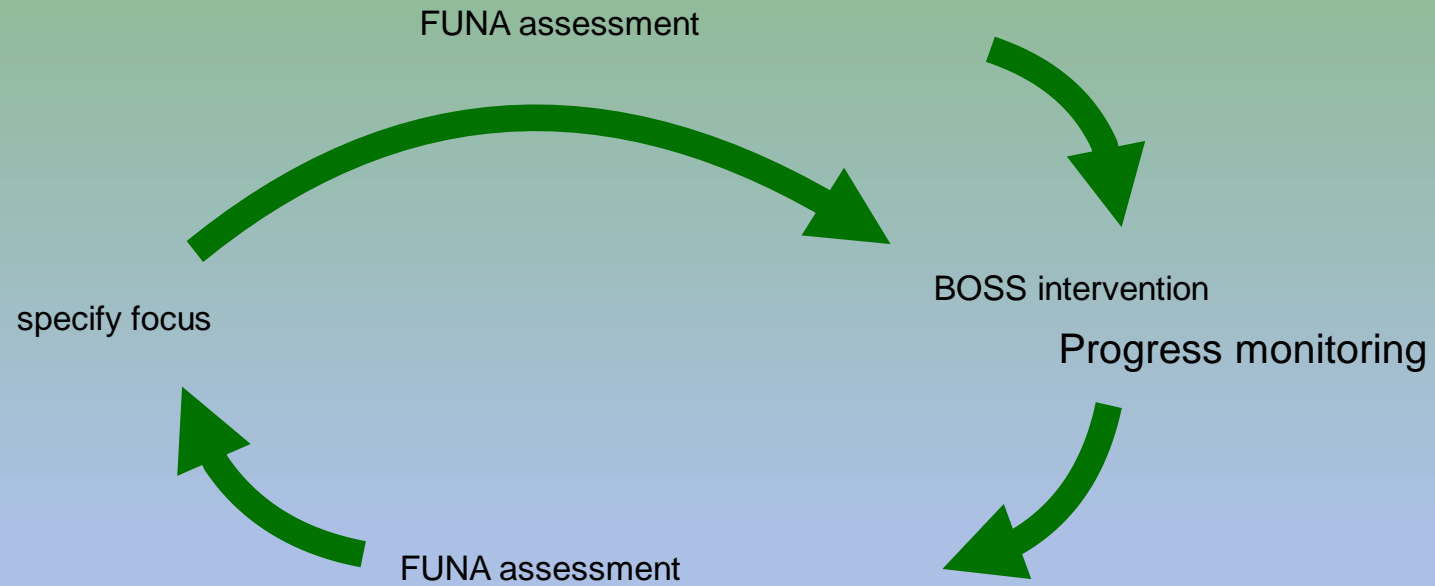 FUNA assessment
BOSS intervention
specify focus
Progress monitoring
FUNA assessment